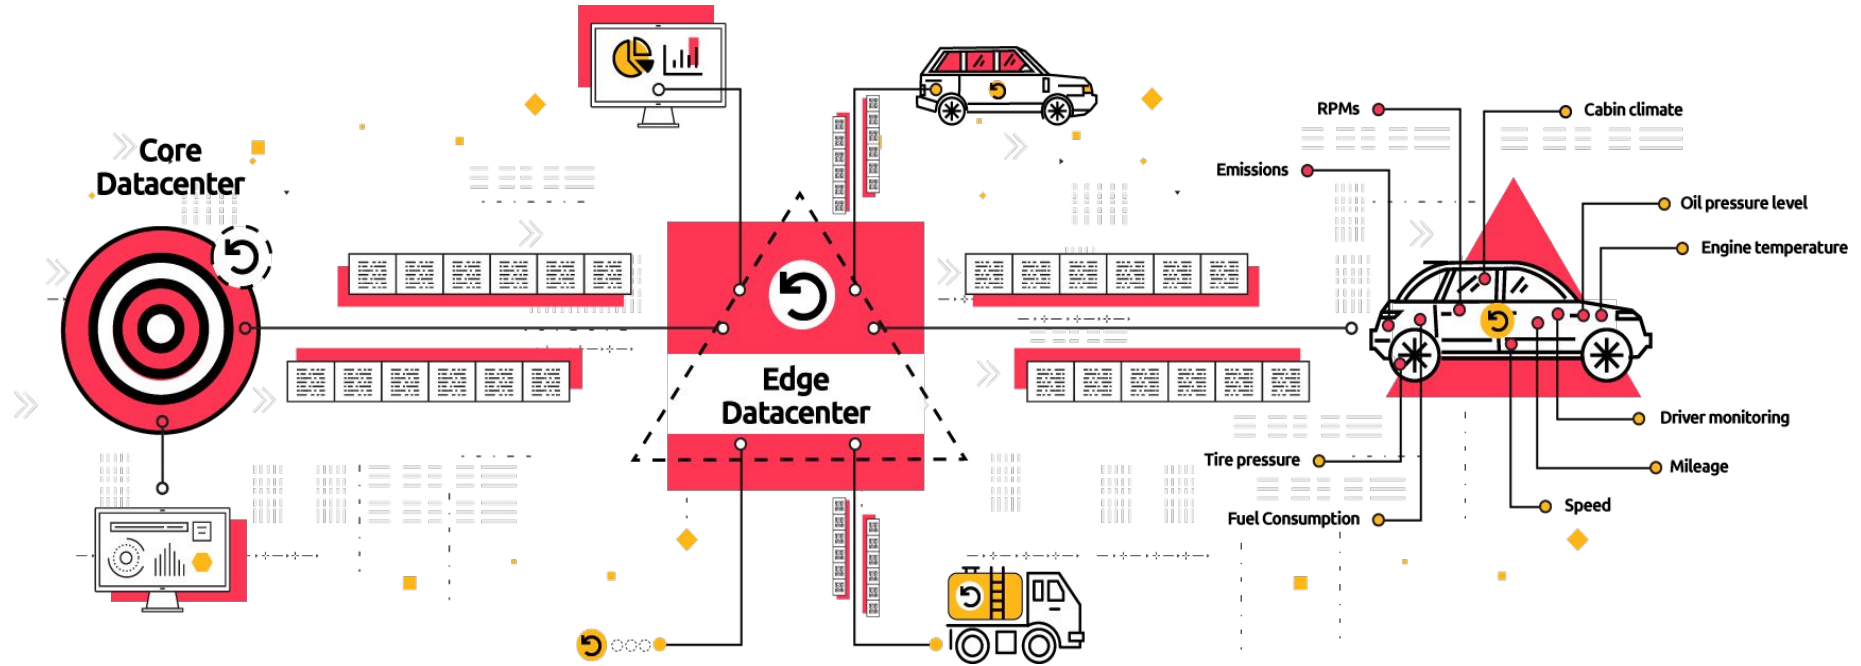 Core
Datacenter
Edge
Datacenter
RPMs
Cabin climate
Emissions
Oil pressure level
Engine temperature
Driver monitoring
Tire pressure
Mileage
Speed
Fuel Consumption